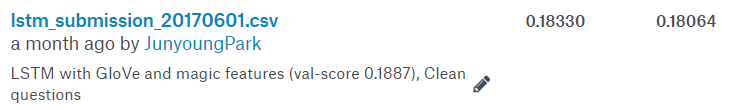 lstm_submission_20170601.csv 0.18330 0.18064
a month ago by JunyoungPark
LSTM with GloVe and magic features (val-score 0.1887), Clean
questions